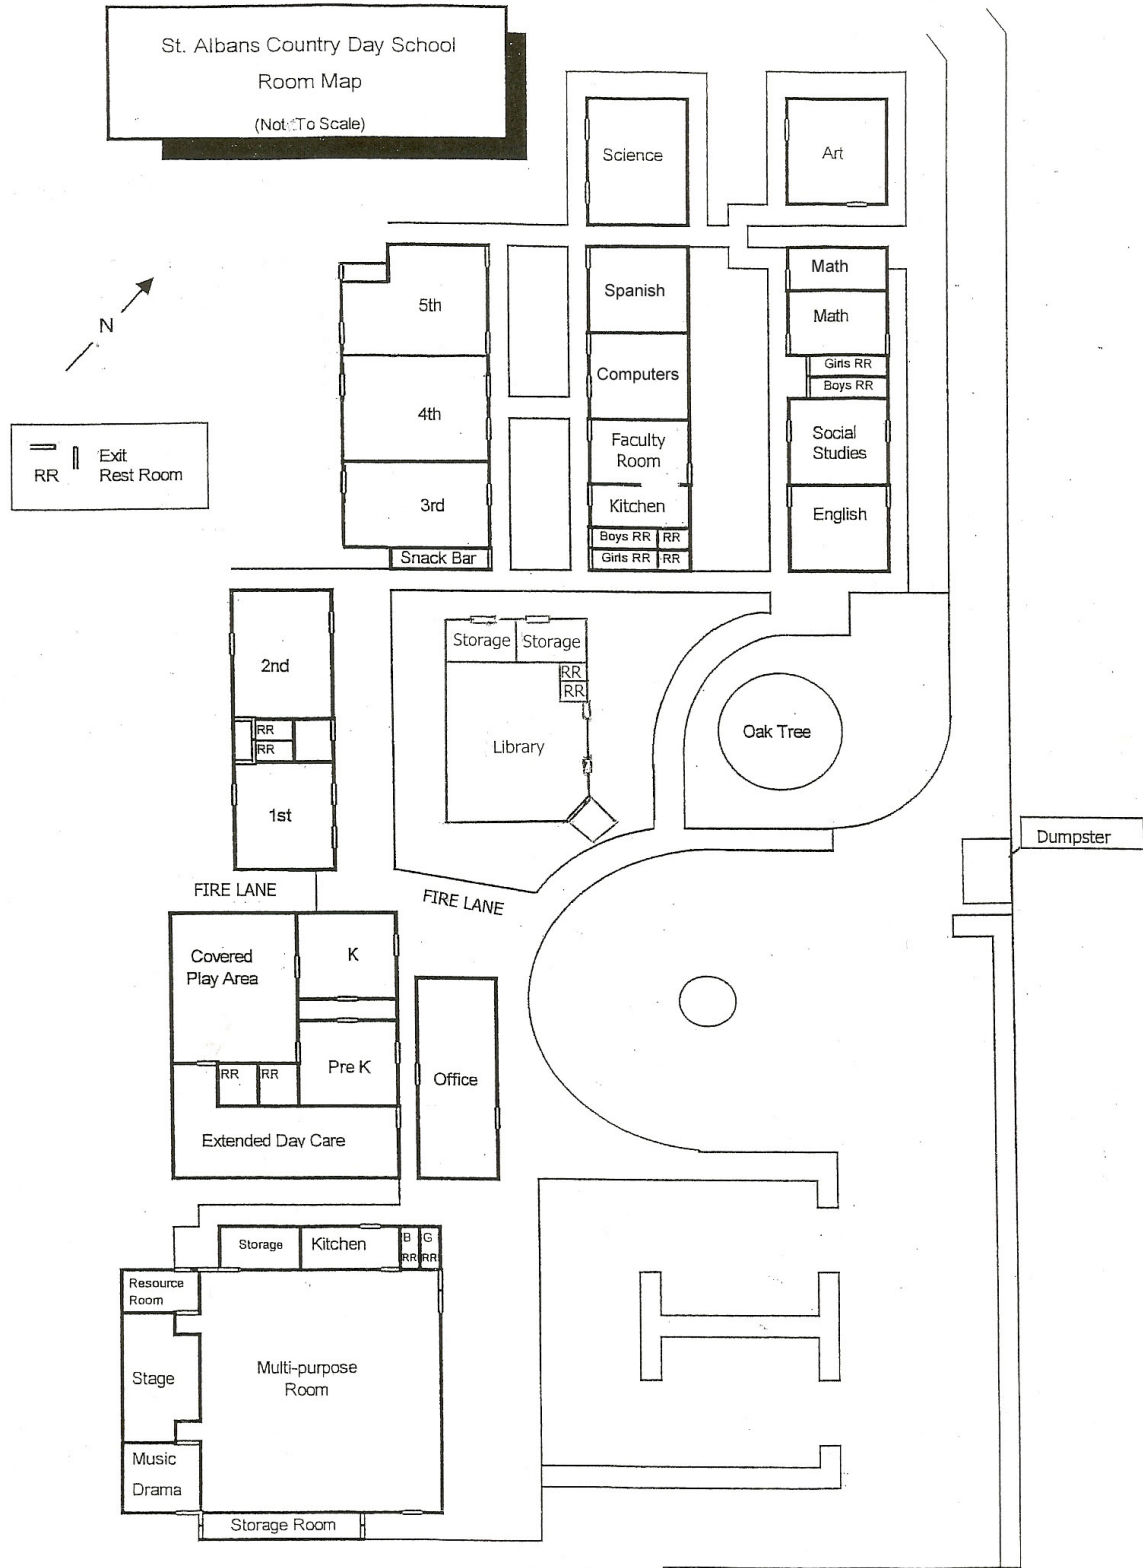 St. Albans Country Day School
Room Map
(Not To Scale)
Science
Art
N
5th
Spanish
Math
Math
4th
Computers
Girls RR
Boys RR
Exit
RR Rest Room
Faculty
Room
Social
Studies
3rd
Kitchen
English
Boys RR RR
Girls RR RR
Snack Bar
2nd
Storage
Storage
RR
RR
RR
RR
Library
Oak Tree
1st
Dumpster
FIRE LANE
FIRE LANE
Covered
Play Area
K
Pre K
RR
RR
Office
Extended Day Care
Storage
Kitchen
B
RR
G
RR
Resource
Room
Stage
Multi-purpose
Room
Music
Drama
Storage Room